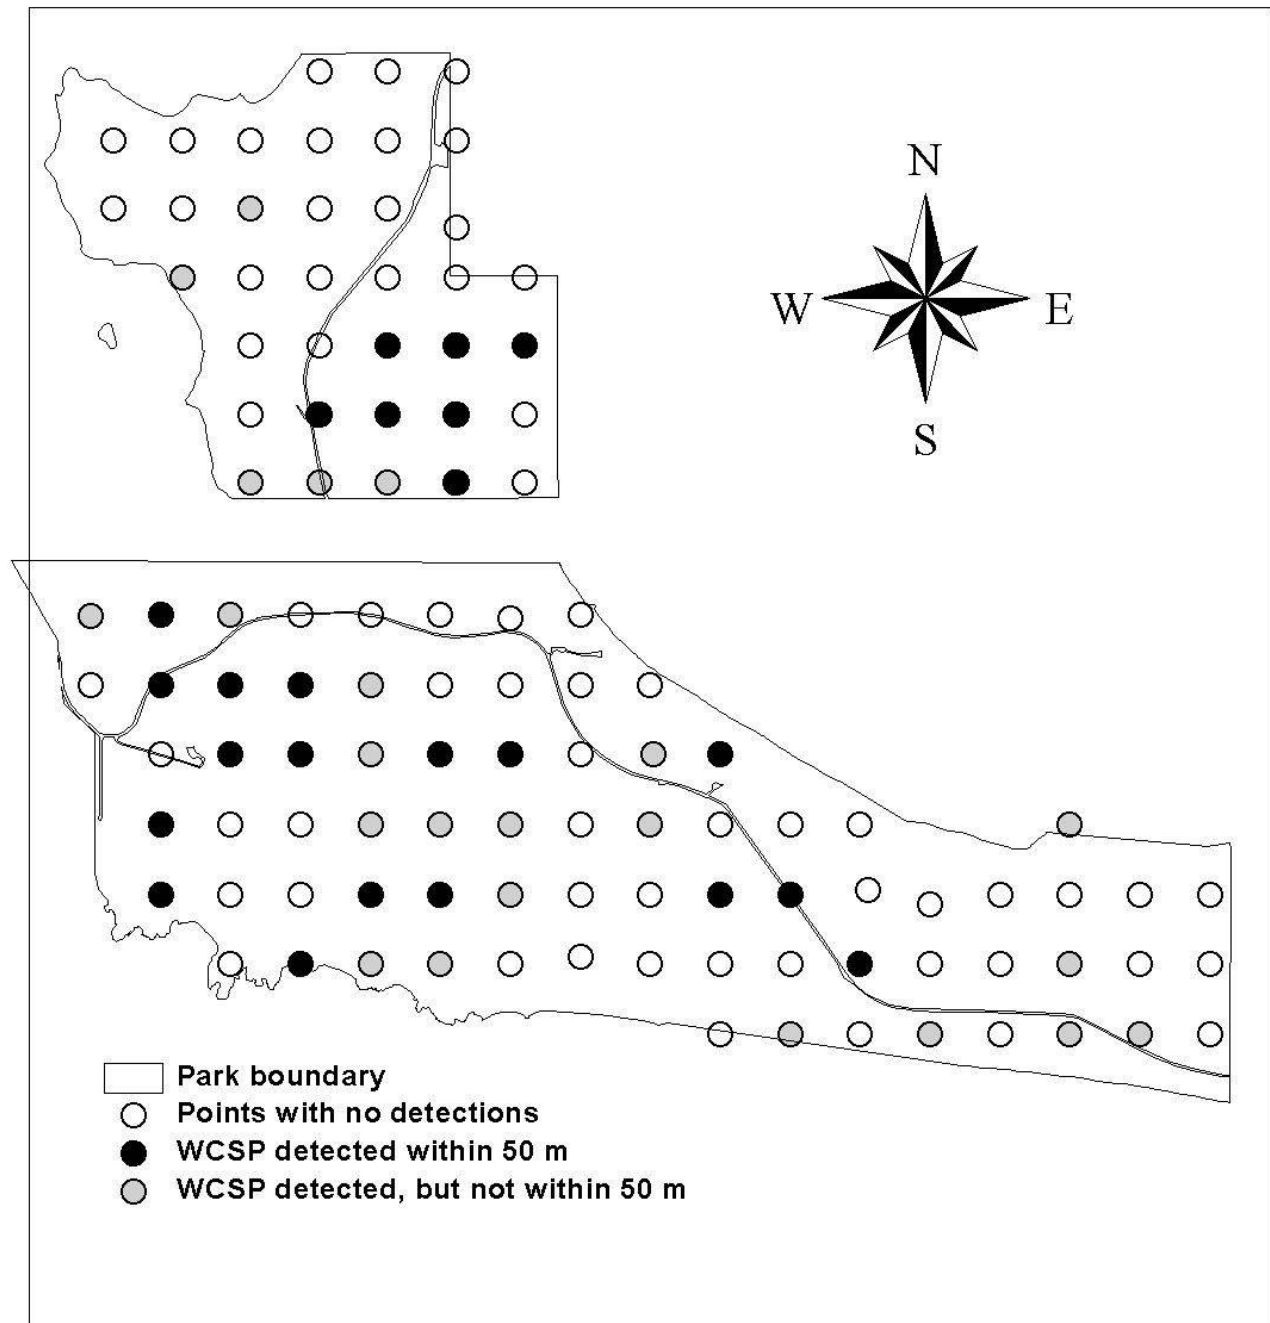 N
W
E
S
Park boundary
Points with no detections
WCSP detected within 50 m
WCSP detected, but not within 50 m